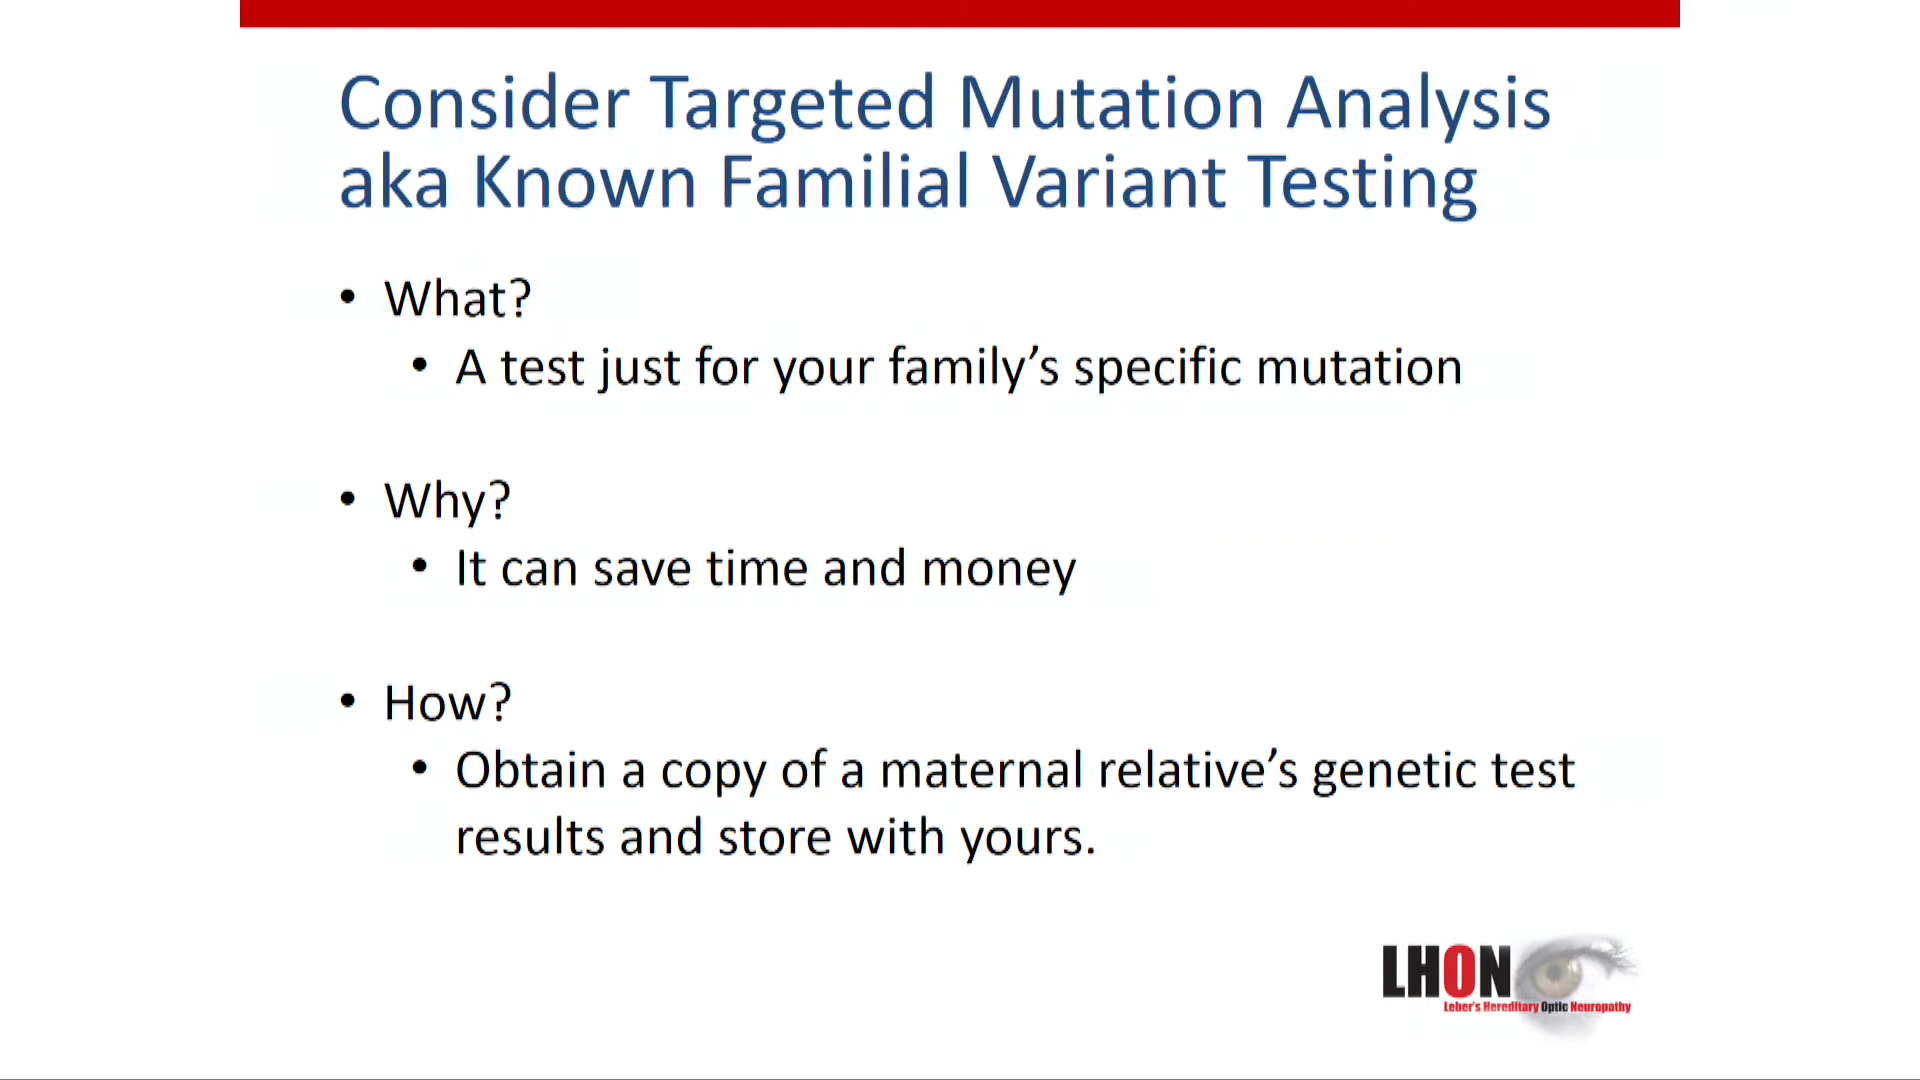 Consider Targeted Mutation Analysis
aka Known Familial Variant Testing
• What?
• A test just for your family’s specific mutation
• Why?
• It can save time and money
• How?
• Obtain a copy of a maternal relative’s genetic test
results and store with yours.
LHON
Leber's Hereditary Optic Neuropathy